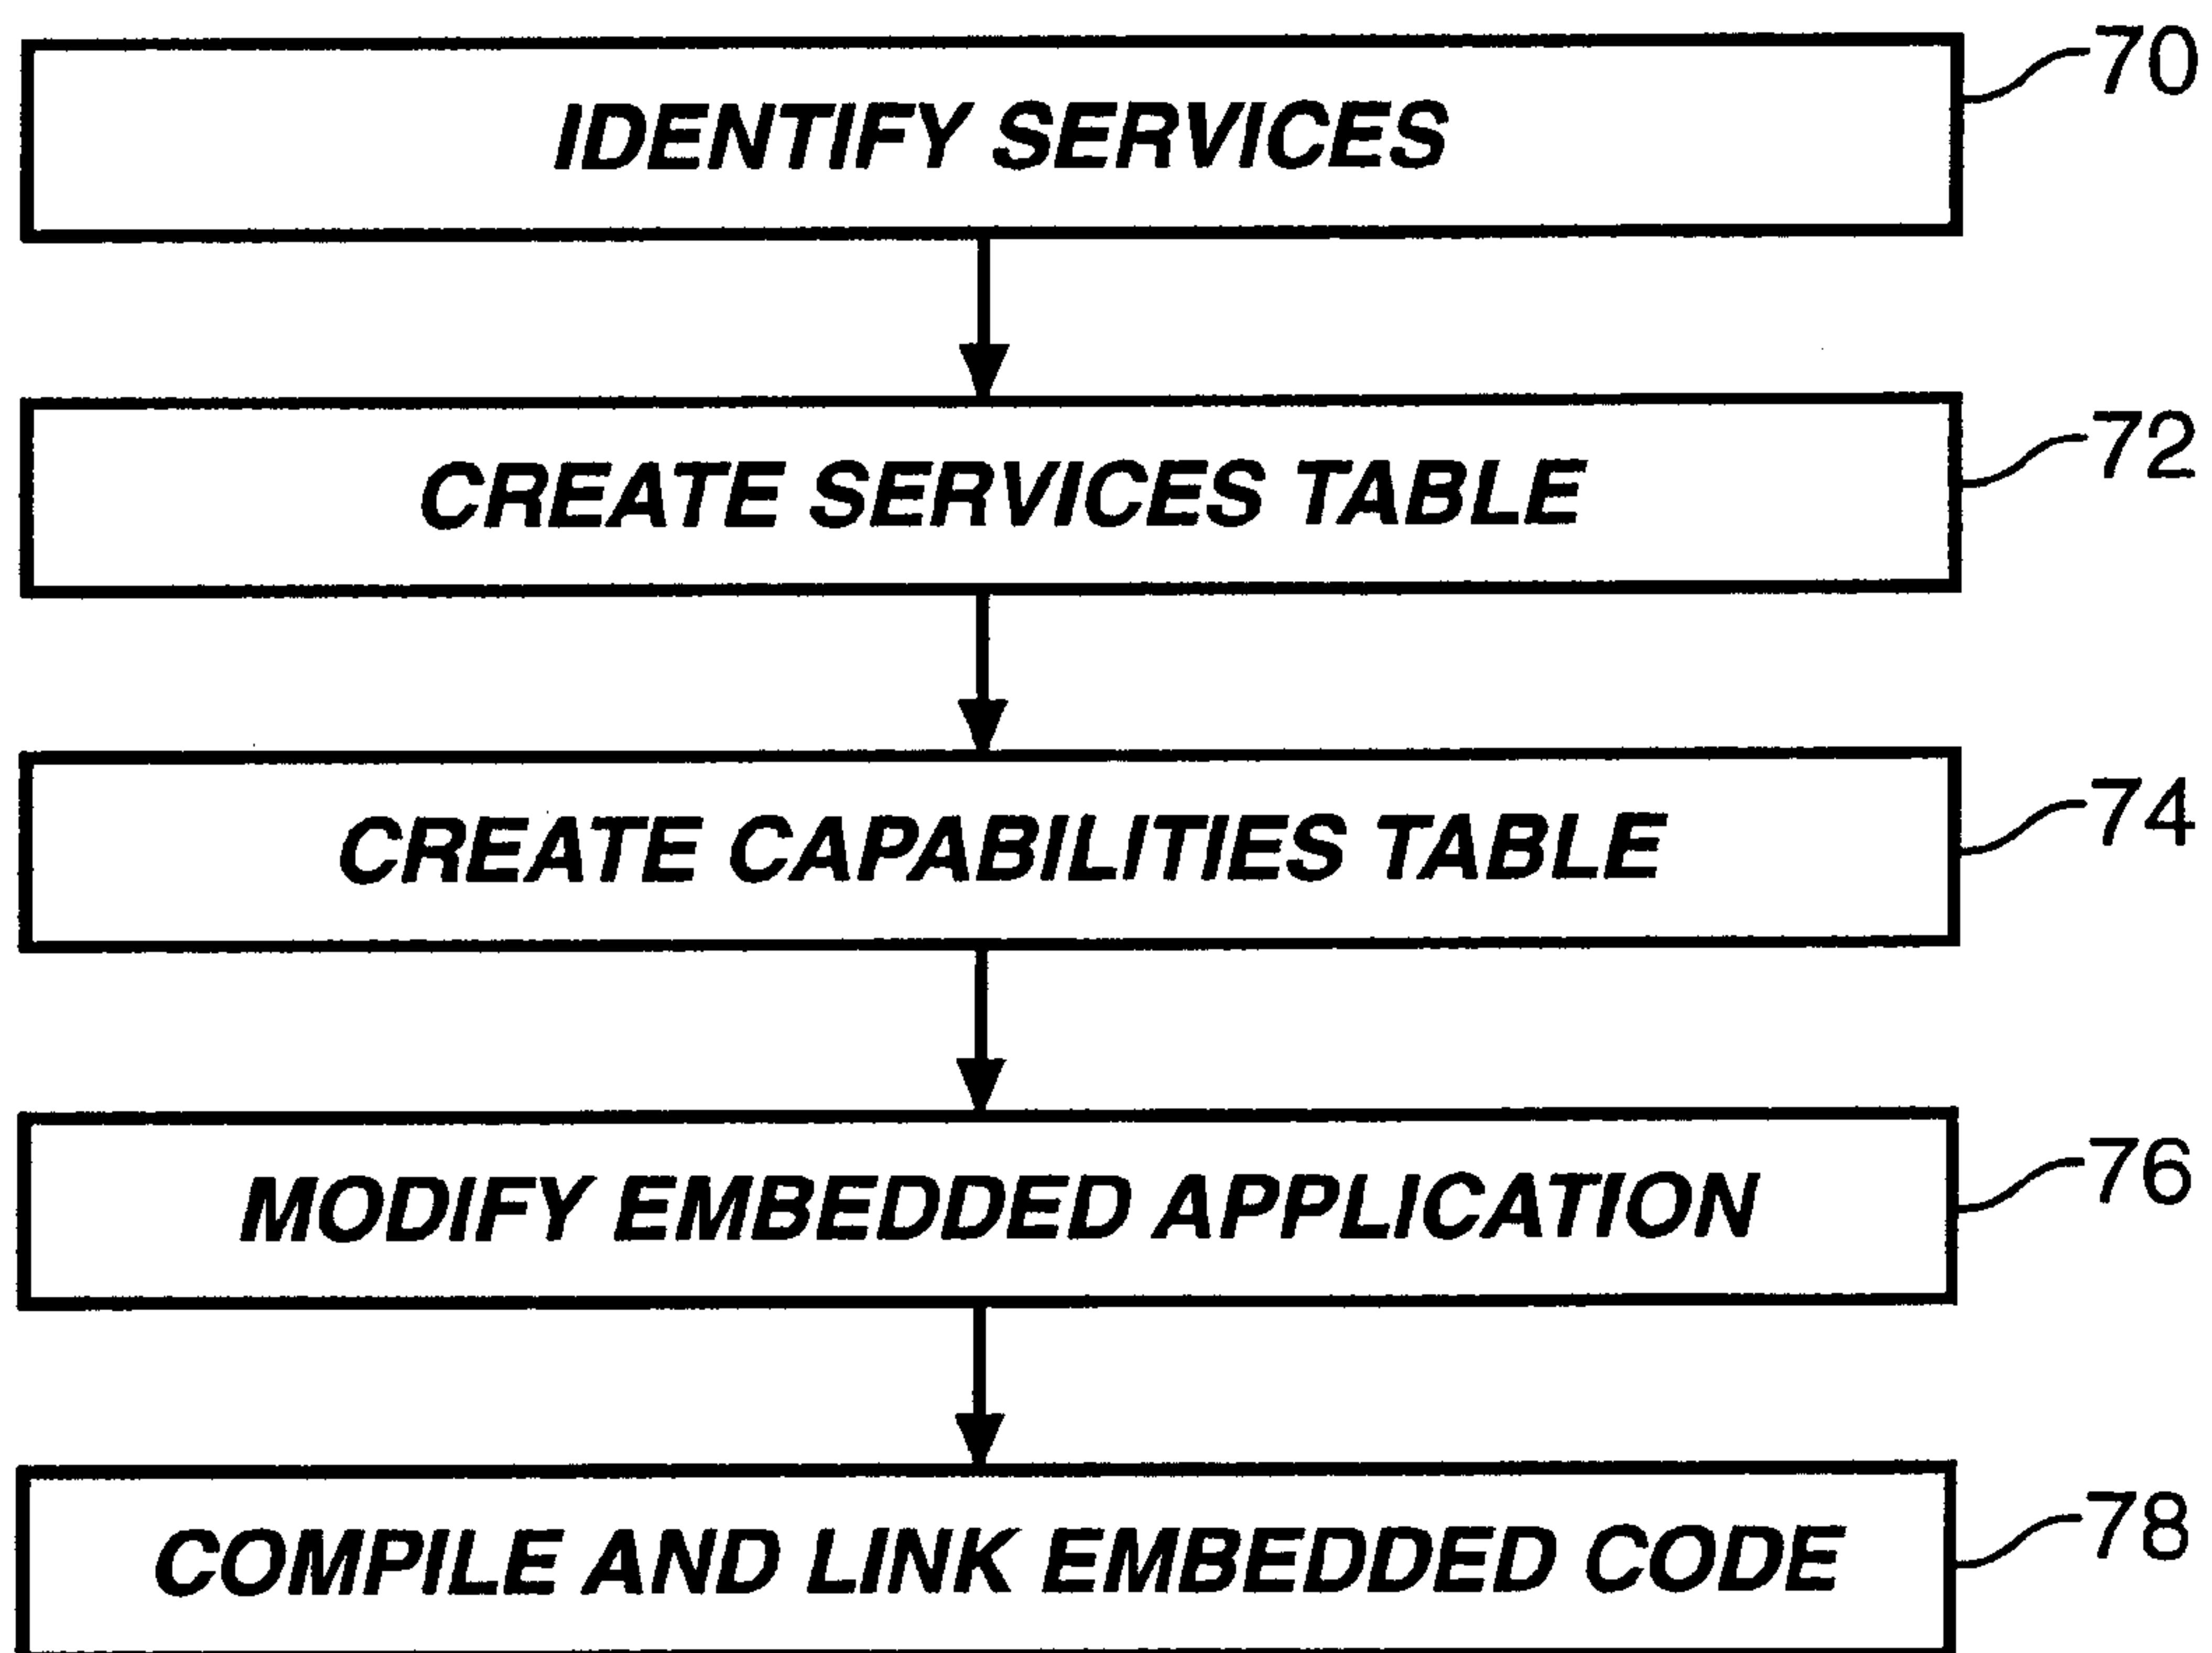 IDENTIFY SERVICES
70
CREATE SERVICES TABLE
72
CREATE CAPABILITIES TABLE
74
MODIFY EMBEDDED APPLICATION
76
COMPILE AND LINK EMBEDDED CODE
78